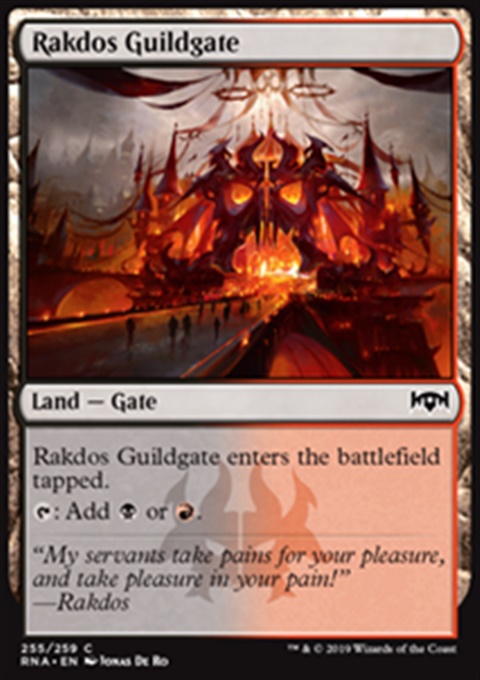 Rakdos Guildgate
Land — Gate
Rakdos Guildgate enters the battlefield
tapped.
: Add or .
“My servants take pains for your pleasure,
and take pleasure in your pain!”
—Rakdos
255/259 C
RNA • EN Jonas De Ro
™ & © 2019 Wizards of the Coast